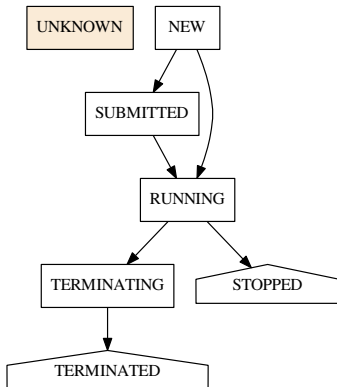 UNKNOWN
NEW
SUBMITTED
RUNNING
TERMINATING
STOPPED
TERMINATED